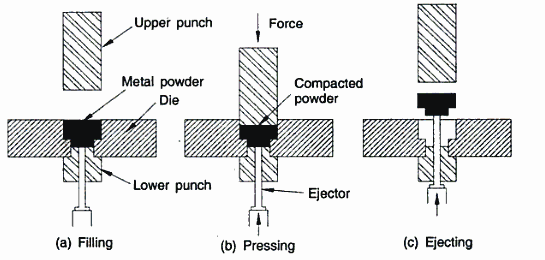 Upper punch
Force
Metal powder
Die
Compacted
powder
Lower punch
Ejector
(a) Filling
(b) Pressing
(c) Ejecting